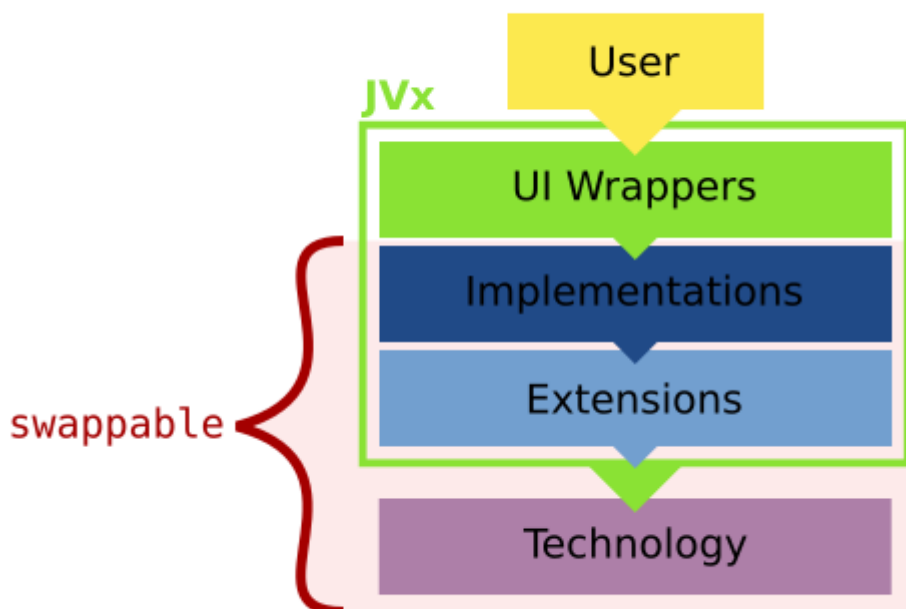 User
JVx
UI Wrappers
Implementations
Extensions
swappable
Technology